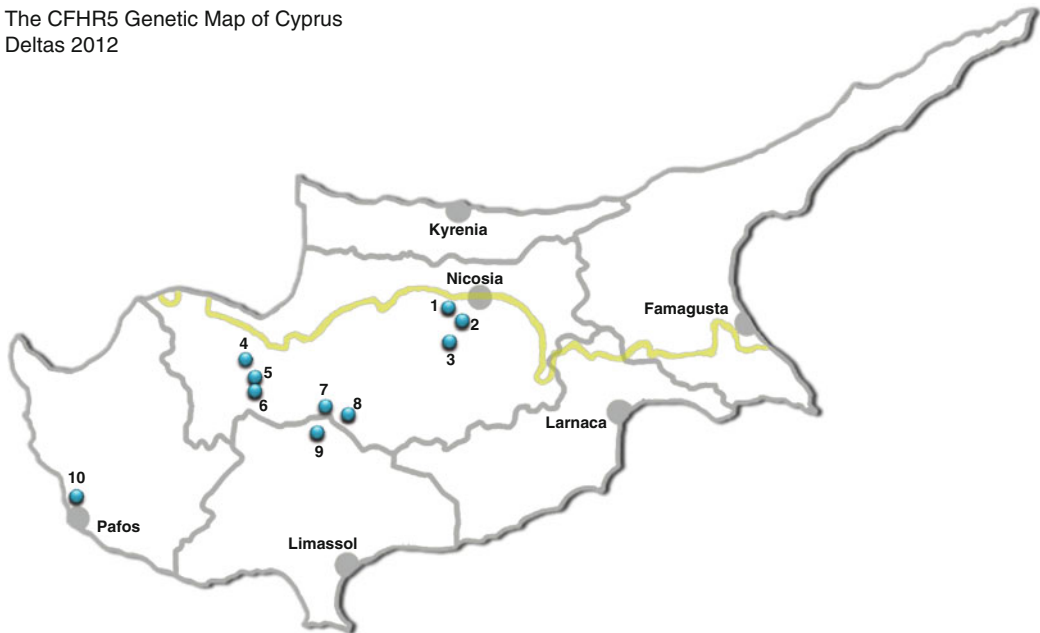 The CFHR5 Genetic Map of Cyprus
Deltas 2012
Kyrenia
Nicosia
1
2
3
Famagusta
4
5
6
7
8
9
Larnaca
10
Pafos
Limassol